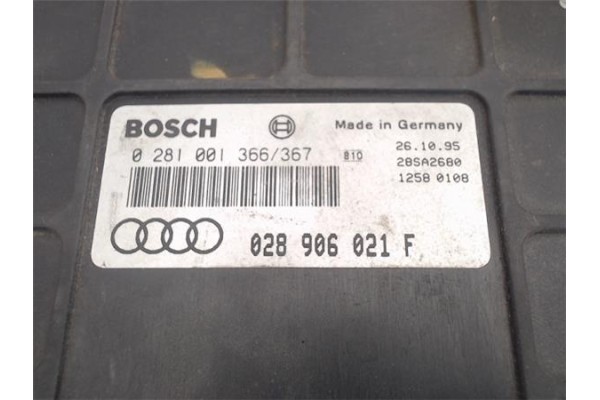 BOSCH
Made in Germany
0 281 001 366/367 810
26.10.95
28SA2680
1258 0108
028 906 021 F